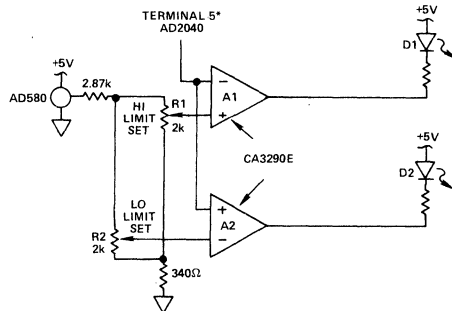 TERMINAL 5*
AD2040
+5V
D1
+5V
AD580
2.87k
HI
LIMIT
SET
R1
2k
−
A1
+
CA3290E
+5V
D2
LO
LIMIT
SET
R2
2k
+
A2
−
340Ω